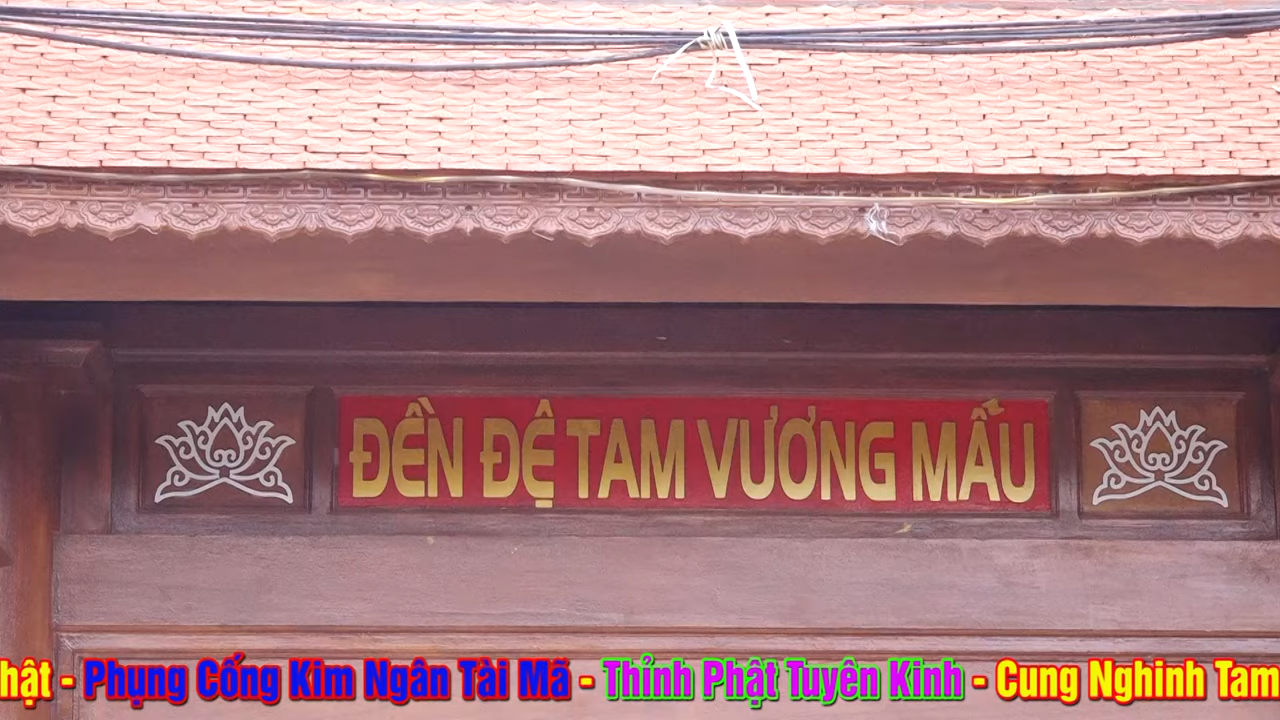 ĐỀN ĐỆ TAM VƯƠNG MẪU
hật - Phụng Cống Kim Ngân Tài Mã - Thỉnh Phật Tuyên Kinh - Cung Nghinh Tam